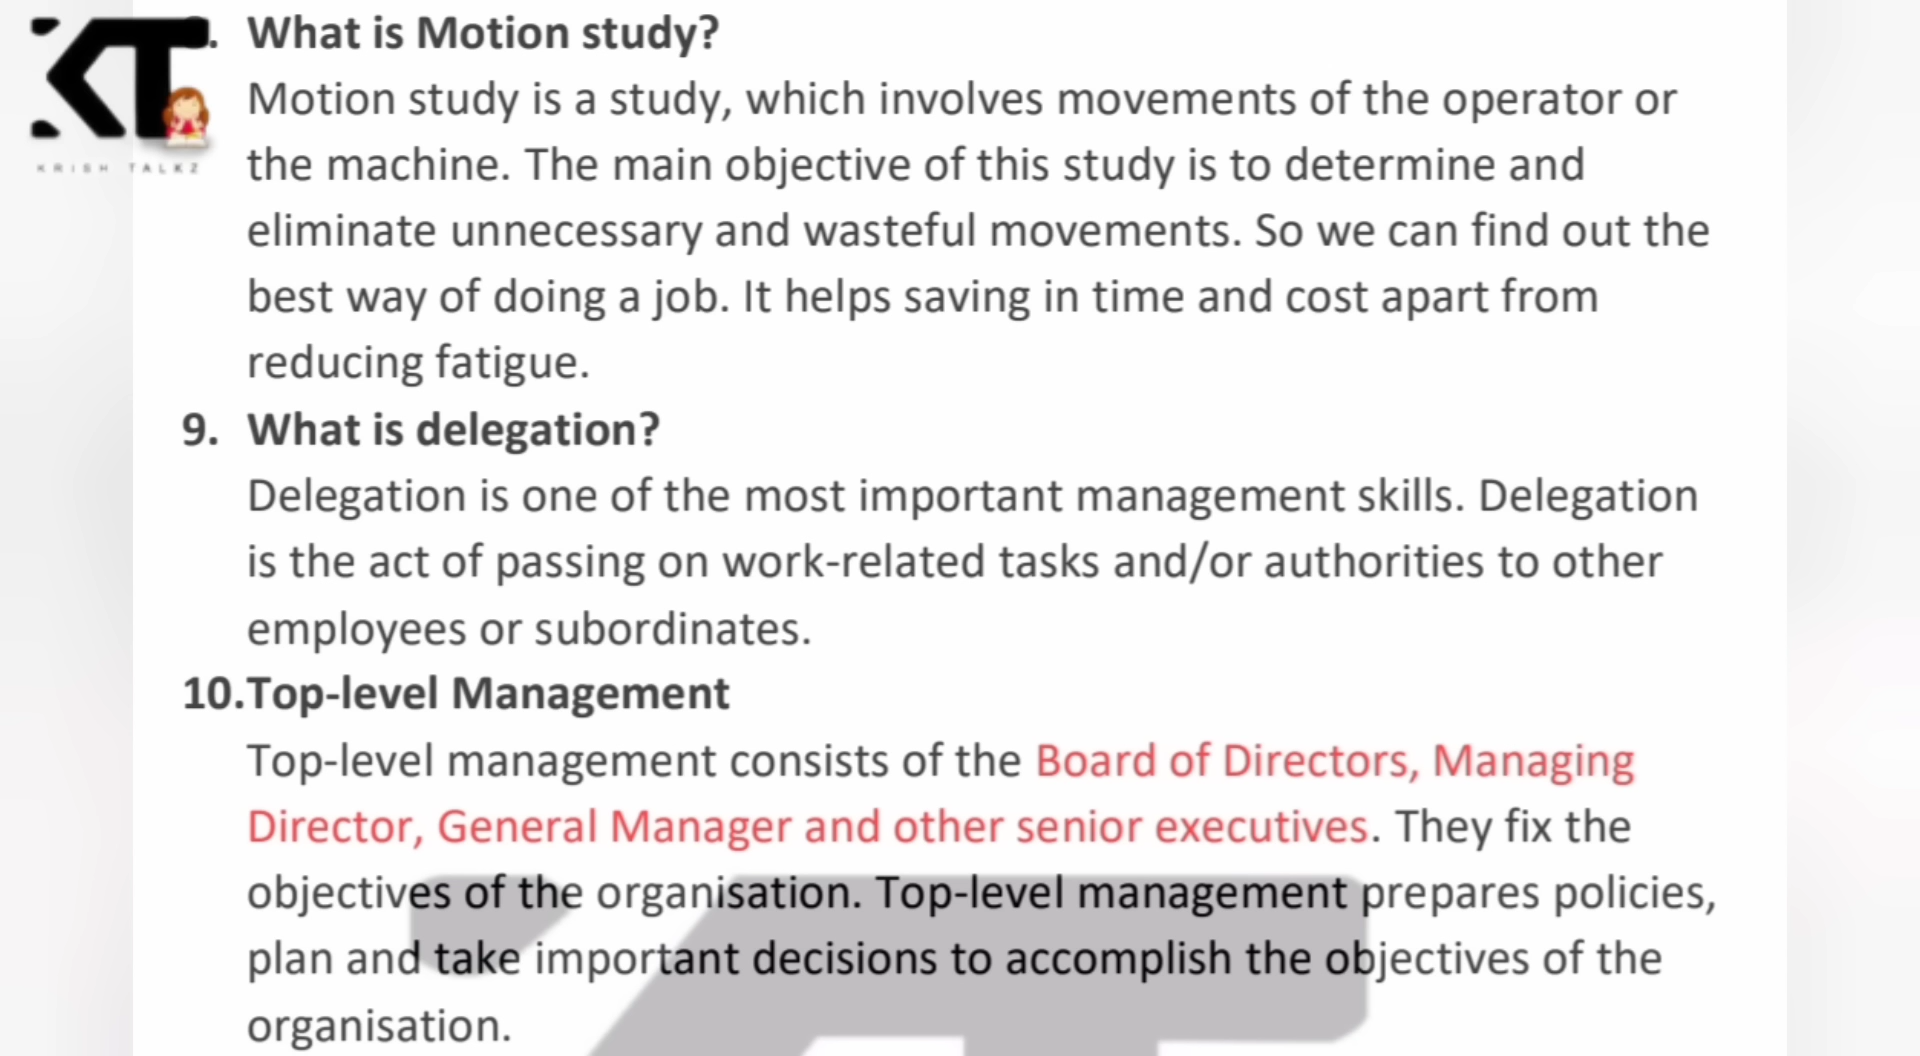 KT
KRISH TALKZ
. What is Motion study?
Motion study is a study, which involves movements of the operator or
the machine. The main objective of this study is to determine and
eliminate unnecessary and wasteful movements. So we can find out the
best way of doing a job. It helps saving in time and cost apart from
reducing fatigue.
9. What is delegation?
Delegation is one of the most important management skills. Delegation
is the act of passing on work-related tasks and/or authorities to other
employees or subordinates.
10.Top-level Management
Top-level management consists of the Board of Directors, Managing
Director, General Manager and other senior executives. They fix the
objectives of the organisation. Top-level management prepares policies,
plan and take important decisions to accomplish the objectives of the
organisation.